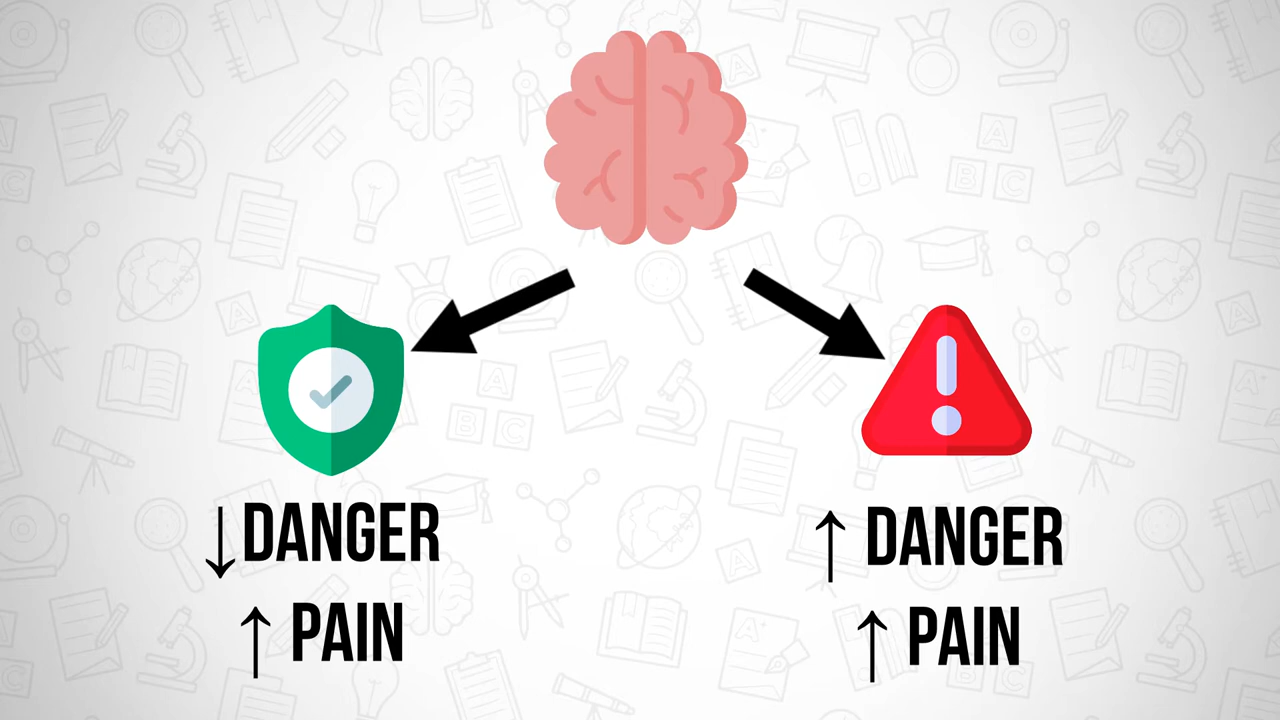 ↓DANGER
↑ PAIN
↑ DANGER
↑ PAIN